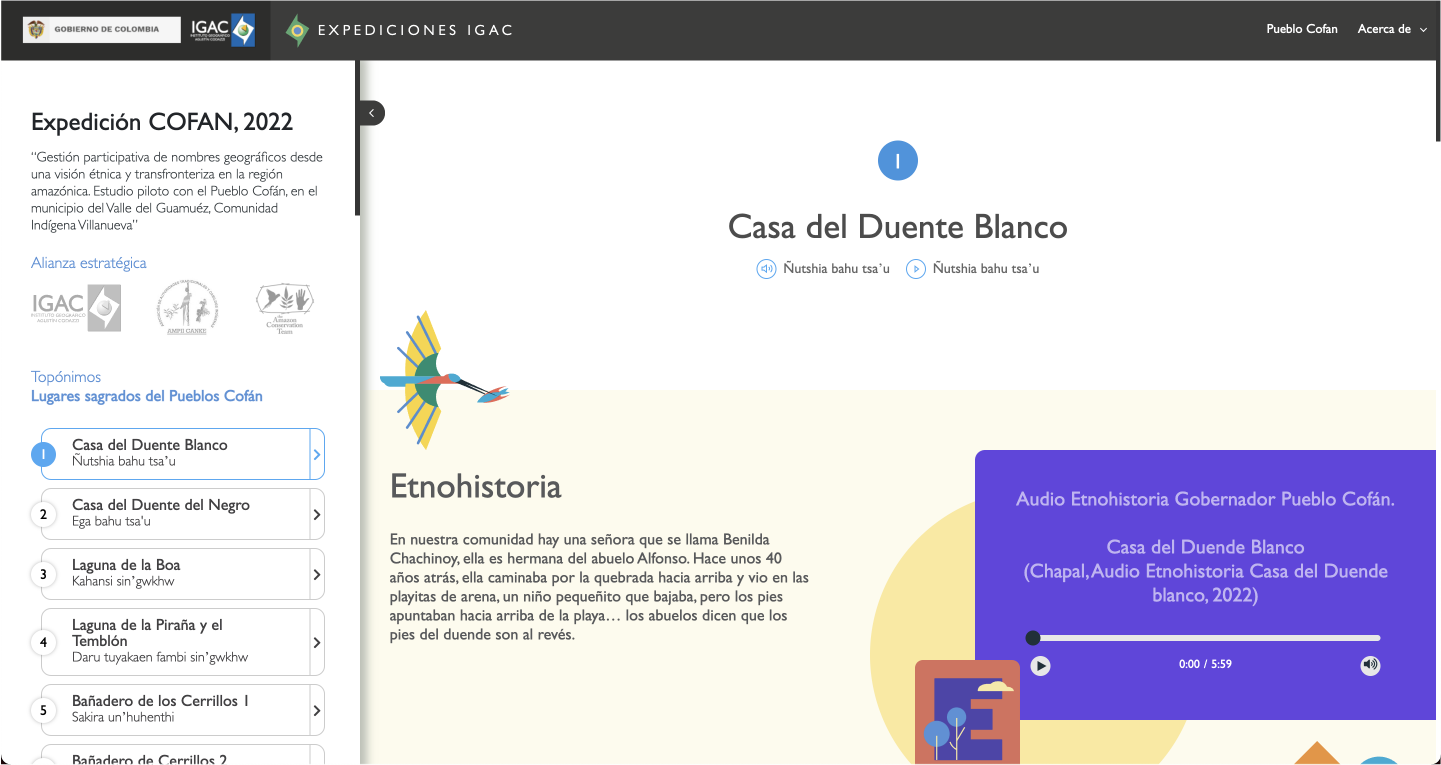 GOBIERNO DE COLOMBIA
IGAC
INSTITUTO GEOGRÁFICO
AGUSTÍN CODAZZI
EXPEDICIONES IGAC
Pueblo Cofan
Acerca de
Expedición COFAN, 2022
“Gestión participativa de nombres geográficos desde
una visión étnica y transfronteriza en la región
amazónica. Estudio piloto con el Pueblo Cofán, en el
municipio del Valle del Guamuéz, Comunidad
Indígena Villanueva”
Alianza estratégica
IGAC
INSTITUTO GEOGRÁFICO
AGUSTÍN CODAZZI
AMPII CANKE
The
Amazon
Conservation
Team
Topónimos
Lugares sagrados del Pueblos Cofán
1
Casa del Duente Blanco
Ñutshia bahu tsa’u
2
Casa del Duente del Negro
Ega bahu tsa'u
3
Laguna de la Boa
Kahansi sin’gwkhw
4
Laguna de la Piraña y el
Temblón
Daru tuyakaen fambi sin’gwkhw
5
Bañadero de los Cerrillos 1
Sakira un’huhenthi
Bañadero de Cerrillos 2
1
Casa del Duente Blanco
Ñutshia bahu tsa’u
Ñutshia bahu tsa’u
Etnohistoria
En nuestra comunidad hay una señora que se llama Benilda
Chachinoy, ella es hermana del abuelo Alfonso. Hace unos 40
años atrás, ella caminaba por la quebrada hacia arriba y vio en las
playitas de arena, un niño pequeñito que bajaba, pero los pies
apuntaban hacia arriba de la playa… los abuelos dicen que los
pies del duende son al revés.
Audio Etnohistoria Gobernador Pueblo Cofán.
Casa del Duende Blanco
(Chapal, Audio Etnohistoria Casa del Duende
blanco, 2022)
0:00 / 5:59
E